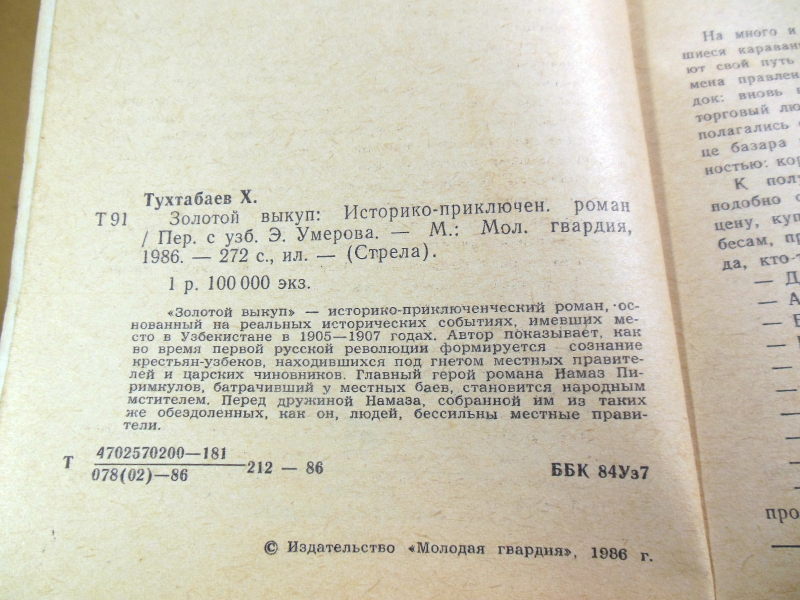 Тухтабаев Х.
Т 91 Золотой выкуп: Историко-приключен. роман
/ Пер. с узб. Э. Умерова. — М.: Мол. гвардия,
1986. — 272 с., ил. — (Стрела).
1 р. 100 000 экз.
«Золотой выкуп» — историко-приключенческий роман, ос-
нованный на реальных исторических событиях, имевших ме-
сто в Узбекистане в 1905—1907 годах. Автор показывает, как
во время первой русской революции формируется сознание
крестьян-узбеков, находившихся под гнетом местных правите-
лей и царских чиновников. Главный герой романа Намаз Пи-
римкулов, батрачивший у местных баев, становится народным
мстителем. Перед дружиной Намаза, собранной им из таких
же обездоленных, как он, людей, бессильны местные прави-
тели.
Т 4702570200—181
078(02)—86
212 — 86
ББК 84Уз7
© Издательство «Молодая гвардия», 1986 г.
На много и
шиеся караван
ют свой путь
мена правлен
док: вновь
торговый лю
полагались
це базара
ностью: кор
К полу
подобно
цену, куп
бесам, пр
да, кто-т
— Д
— А
—
—
—
—
—
—
—
про